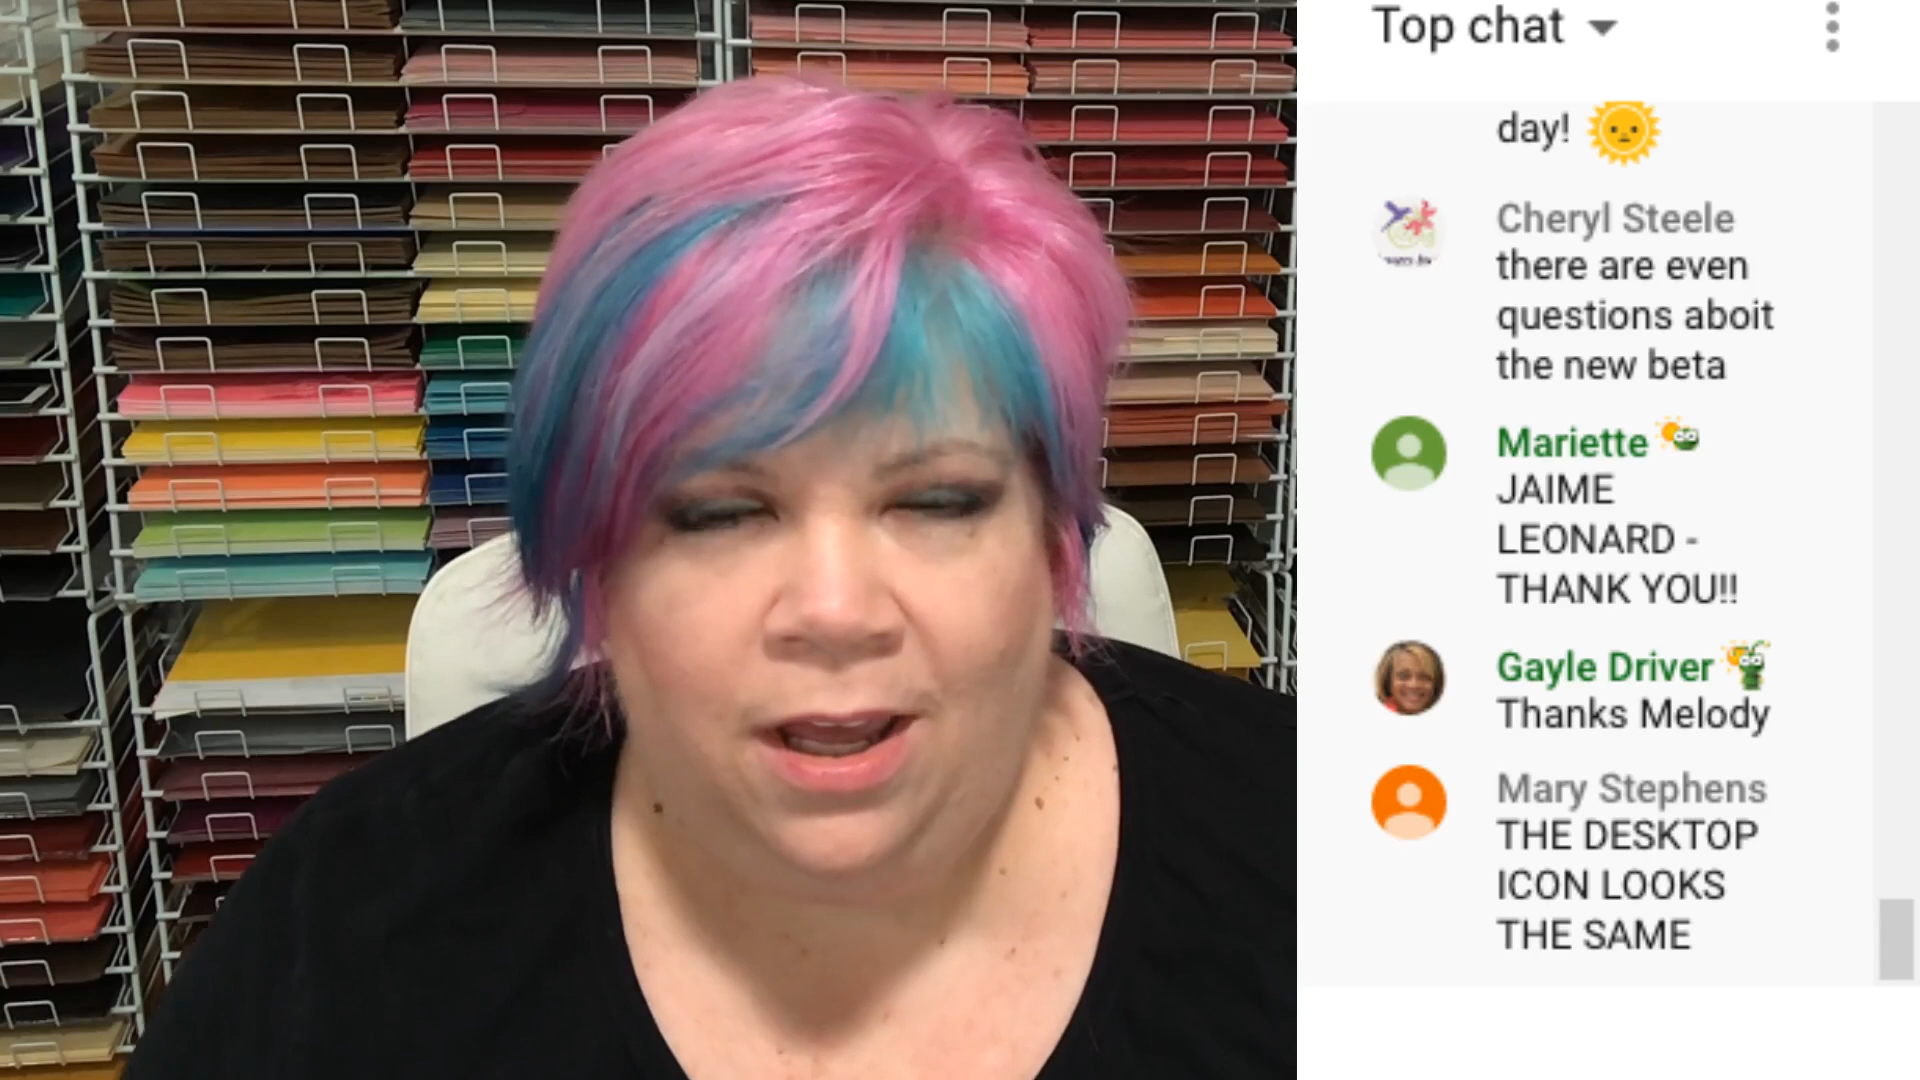 Top chat
day!
Cheryl Steele
there are even
questions aboit
the new beta
Mariette
JAIME
LEONARD -
THANK YOU!!
Gayle Driver
Thanks Melody
Mary Stephens
THE DESKTOP
ICON LOOKS
THE SAME